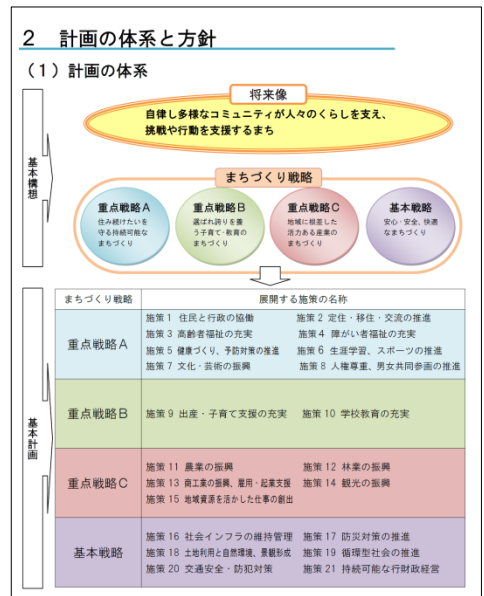 2 計画の体系と方針
(1)計画の体系
将来像
自律し多様なコミュニティが人々のくらしを支え、
挑戦や行動を支援するまち
基本構想
まちづくり戦略
重点戦略A
住み続けたいを
守る持続可能な
まちづくり
重点戦略B
選ばれ誇りを養
う子育て・教育の
まちづくり
重点戦略C
地域に根差した
活力ある産業の
まちづくり
基本戦略
安心・安全、快適
なまちづくり
基本計画
まちづくり戦略 展開する施策の名称
重点戦略A
施策1 住民と行政の協働 施策2 定住・移住・交流の推進
施策3 高齢者福祉の充実 施策4 障がい者福祉の充実
施策5 健康づくり、予防対策の推進 施策6 生涯学習、スポーツの推進
施策7 文化・芸術の振興 施策8 人権尊重、男女共同参画の推進
重点戦略B
施策9 出産・子育て支援の充実 施策10 学校教育の充実
重点戦略C
施策11 農業の振興 施策12 林業の振興
施策13 商工業の振興、雇用・起業支援 施策14 観光の振興
施策15 地域資源を活かした仕事の創出
基本戦略
施策16 社会インフラの維持管理 施策17 防災対策の推進
施策18 土地利用と自然環境、景観形成 施策19 循環型社会の推進
施策20 交通安全・防犯対策 施策21 持続可能な行財政経営